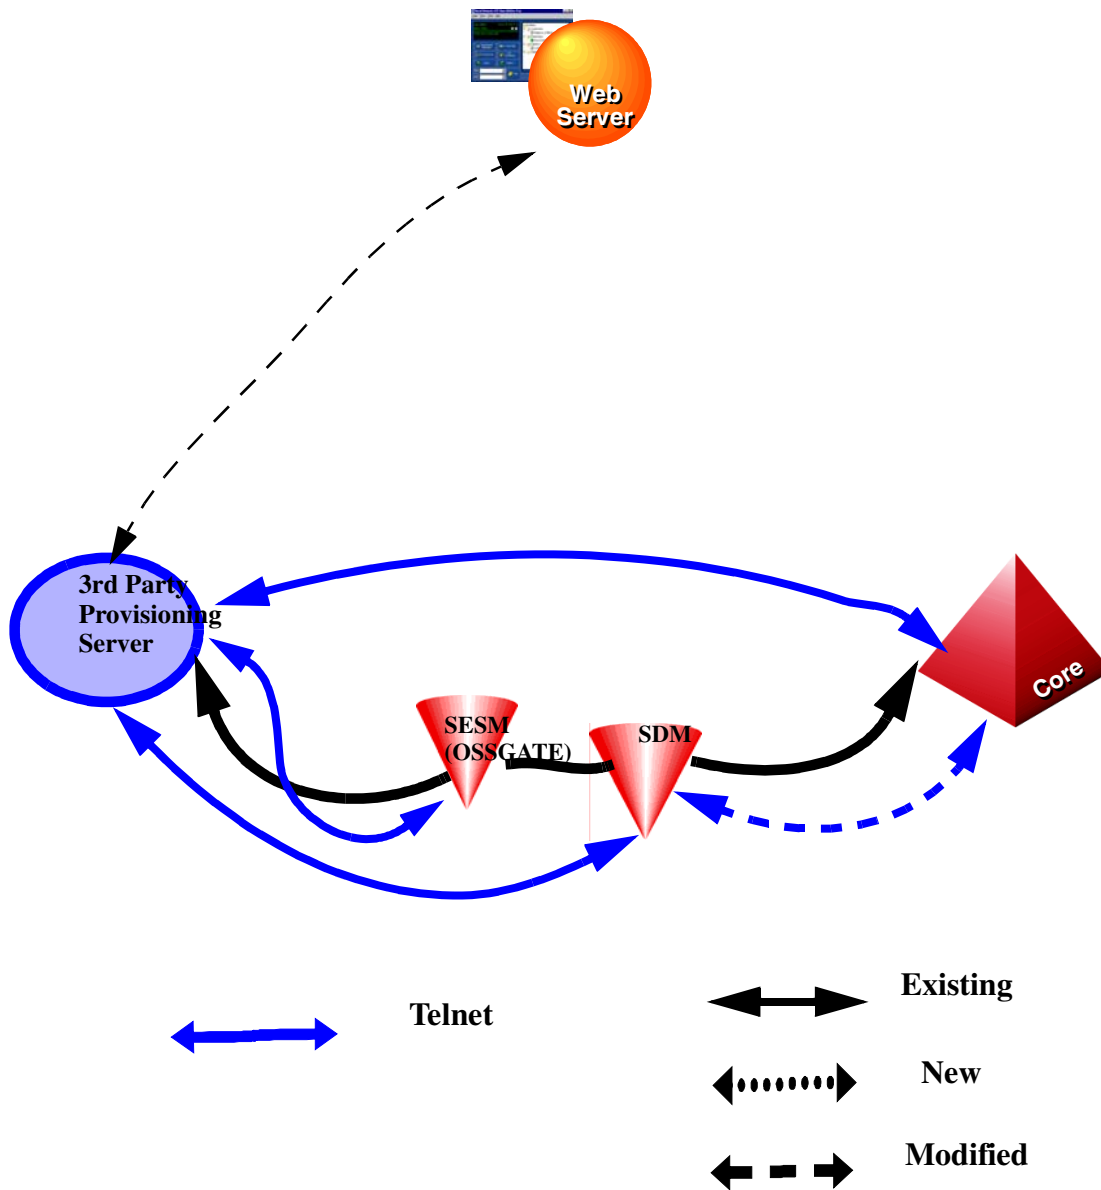 Web
Server
3rd Party
Provisioning
Server
SESM
(OSSGATE)
SDM
Core
Telnet
Existing
New
Modified